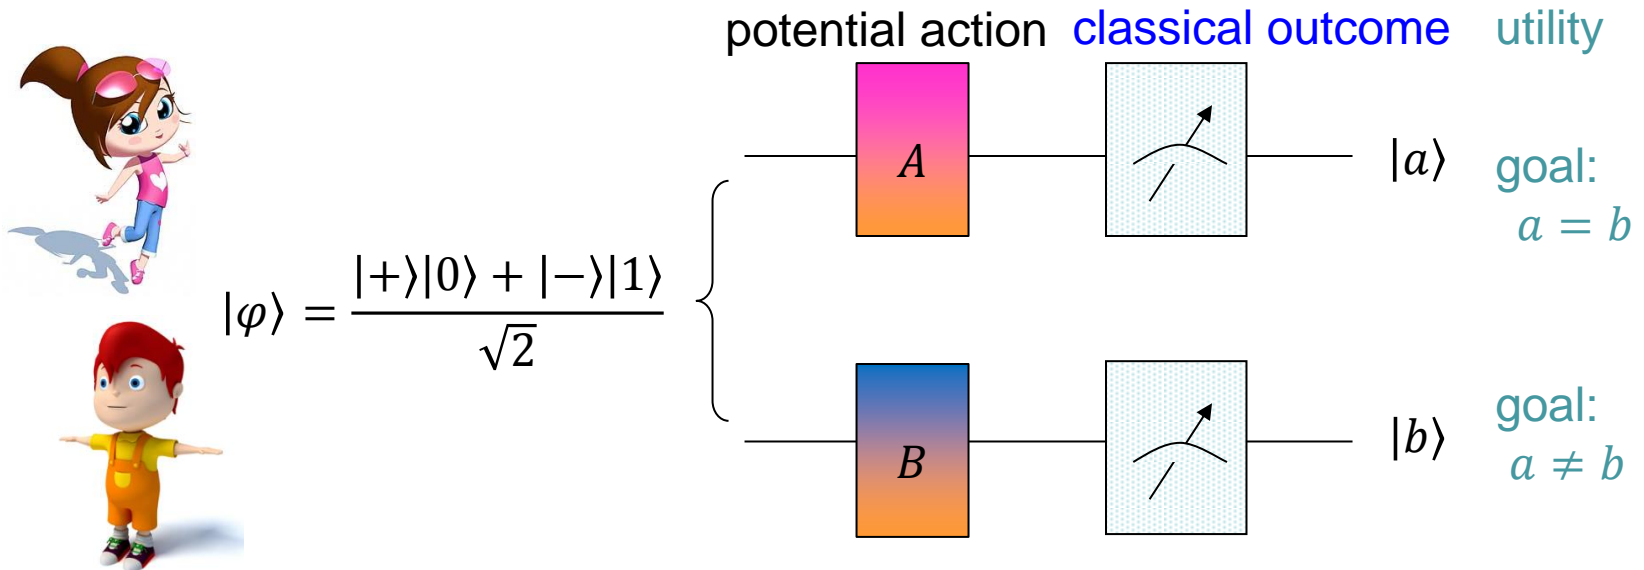 potential action classical outcome utility
A
|a⟩
goal:
a = b
|φ⟩ = |+⟩|0⟩ + |−⟩|1⟩
√2
B
|b⟩
goal:
a ≠ b